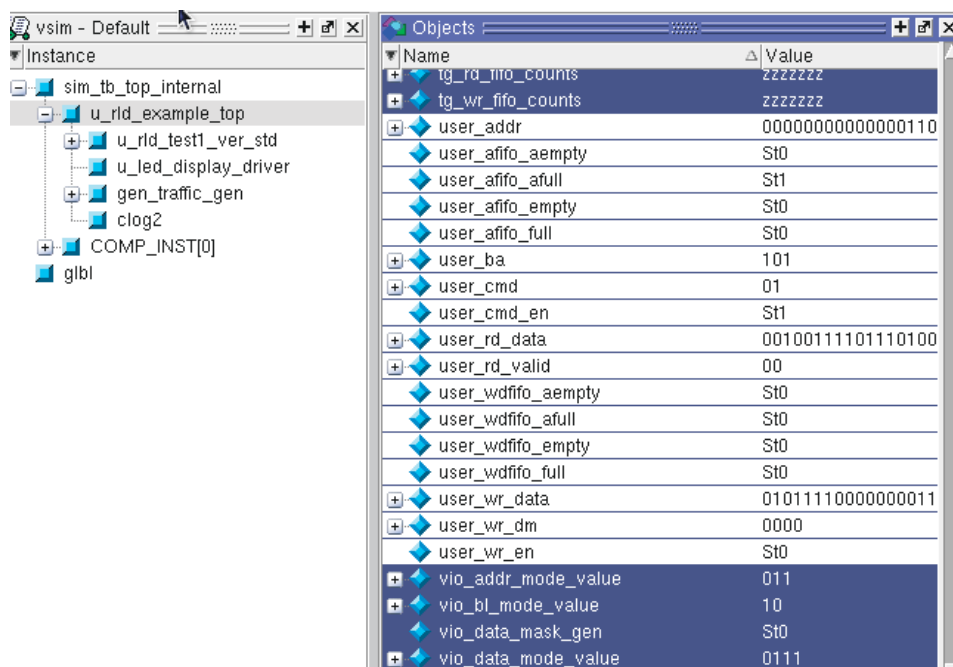 vsim - Default
Instance
sim_tb_top_internal
u_rld_example_top
u_rld_test1_ver_std
u_led_display_driver
gen_traffic_gen
clog2
COMP_INST[0]
glbl
Objects
Name Value
tg_rd_fifo_counts zzzzzzz
tg_wr_fifo_counts zzzzzzz
user_addr 00000000000000110
user_afifo_aempty St0
user_afifo_afull St1
user_afifo_empty St0
user_afifo_full St0
user_ba 101
user_cmd 01
user_cmd_en St1
user_rd_data 00100111101110100
user_rd_valid 00
user_wdfifo_aempty St0
user_wdfifo_afull St0
user_wdfifo_empty St0
user_wdfifo_full St0
user_wr_data 01011110000000011
user_wr_dm 0000
user_wr_en St0
vio_addr_mode_value 011
vio_bl_mode_value 10
vio_data_mask_gen St0
vio_data_mode_value 0111